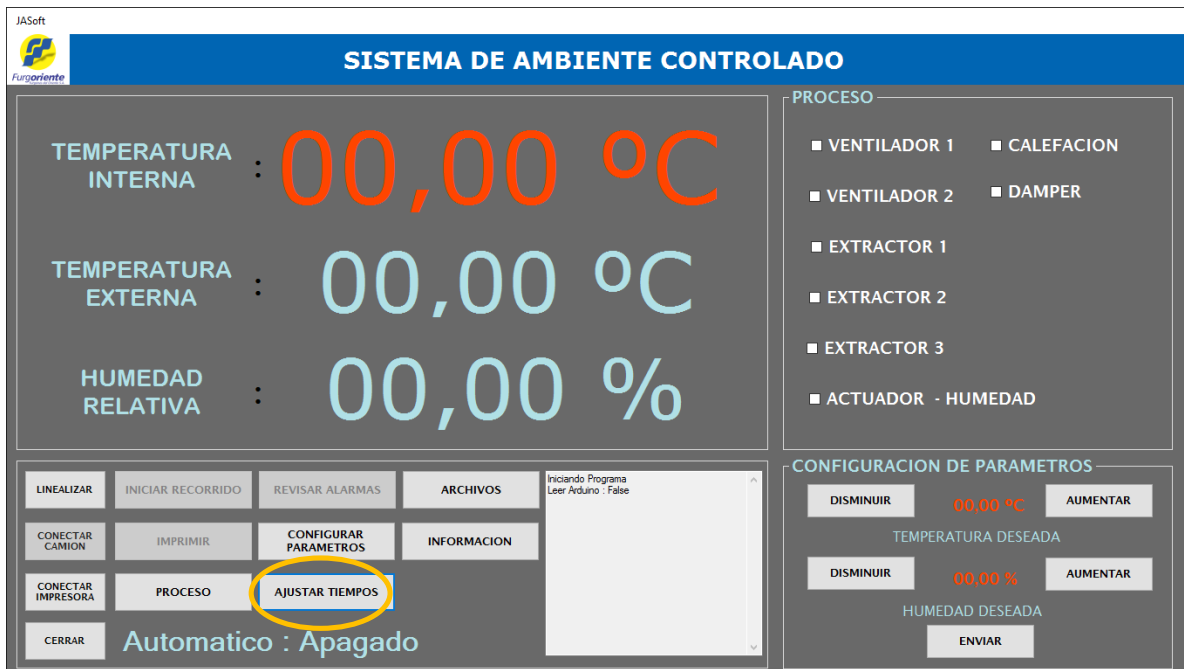 JASoft
Furgoriente
SISTEMA DE AMBIENTE CONTROLADO
TEMPERATURA
INTERNA
: 00,00 ºC
TEMPERATURA
EXTERNA
: 00,00 ºC
HUMEDAD
RELATIVA
: 00,00 %
PROCESO
VENTILADOR 1
CALEFACION
VENTILADOR 2
DAMPER
EXTRACTOR 1
EXTRACTOR 2
EXTRACTOR 3
ACTUADOR - HUMEDAD
LINEALIZAR
INICIAR RECORRIDO
REVISAR ALARMAS
ARCHIVOS
CONECTAR
CAMION
IMPRIMIR
CONFIGURAR
PARAMETROS
INFORMACION
CONECTAR
IMPRESORA
PROCESO
AJUSTAR TIEMPOS
CERRAR
Automatico : Apagado
Iniciando Programa
Leer Arduino : False
CONFIGURACION DE PARAMETROS
DISMINUIR
00,00 ºC
AUMENTAR
TEMPERATURA DESEADA
DISMINUIR
00,00 %
AUMENTAR
HUMEDAD DESEADA
ENVIAR